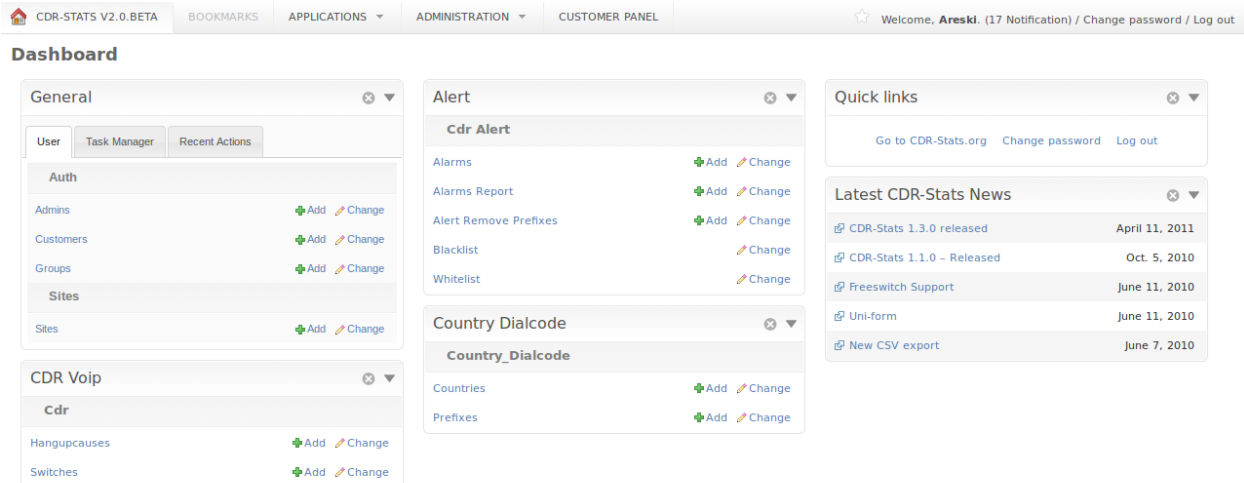 CDR-STATS V2.0.BETA BOOKMARKS APPLICATIONS ADMINISTRATION CUSTOMER PANEL Welcome, Areski. (17 Notification) / Change password / Log out
Dashboard
General
User Task Manager Recent Actions
Auth
Admins Add Change
Customers Add Change
Groups Add Change
Sites
Sites Add Change
CDR Voip
Cdr
Hangupcauses Add Change
Switches Add Change
Alert
Cdr Alert
Alarms Add Change
Alarms Report Add Change
Alert Remove Prefixes Add Change
Blacklist Change
Whitelist Change
Country Dialcode
Country_Dialcode
Countries Add Change
Prefixes Add Change
Quick links
Go to CDR-Stats.org Change password Log out
Latest CDR-Stats News
CDR-Stats 1.3.0 released April 11, 2011
CDR-Stats 1.1.0 – Released Oct. 5, 2010
Freeswitch Support June 11, 2010
Uni-form June 11, 2010
New CSV export June 7, 2010